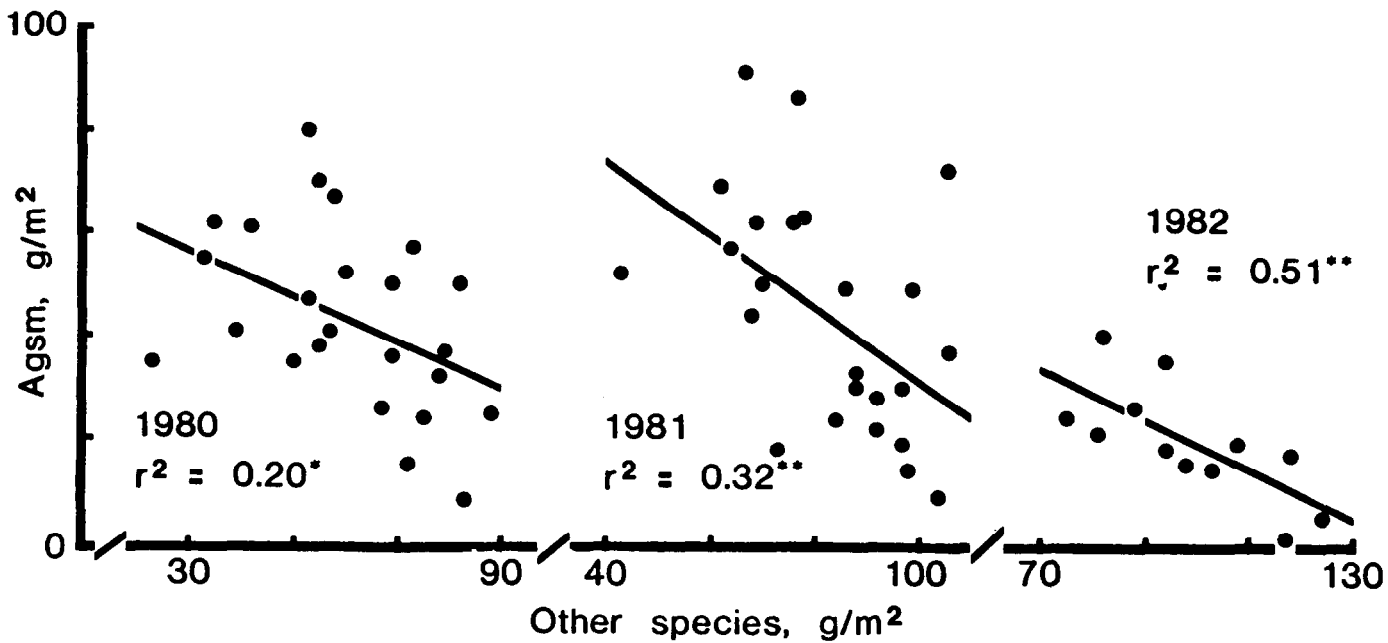 100
Agsm, g/m²
0
1980
r² = 0.20*
1981
r² = 0.32**
1982
r² = 0.51**
30
90
40
100
70
130
Other species, g/m²